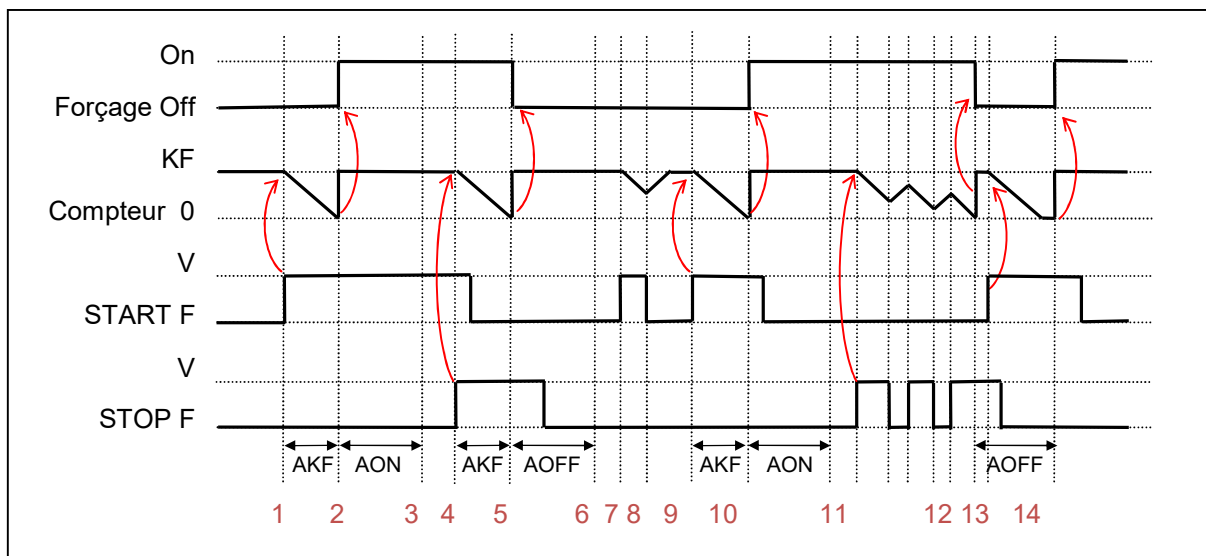 On
Forçage Off
KF
Compteur 0
V
START F
V
STOP F
AKF AON AKF AOFF AKF AON AOFF
1 2 3 4 5 6 7 8 9 10 11 12 13 14